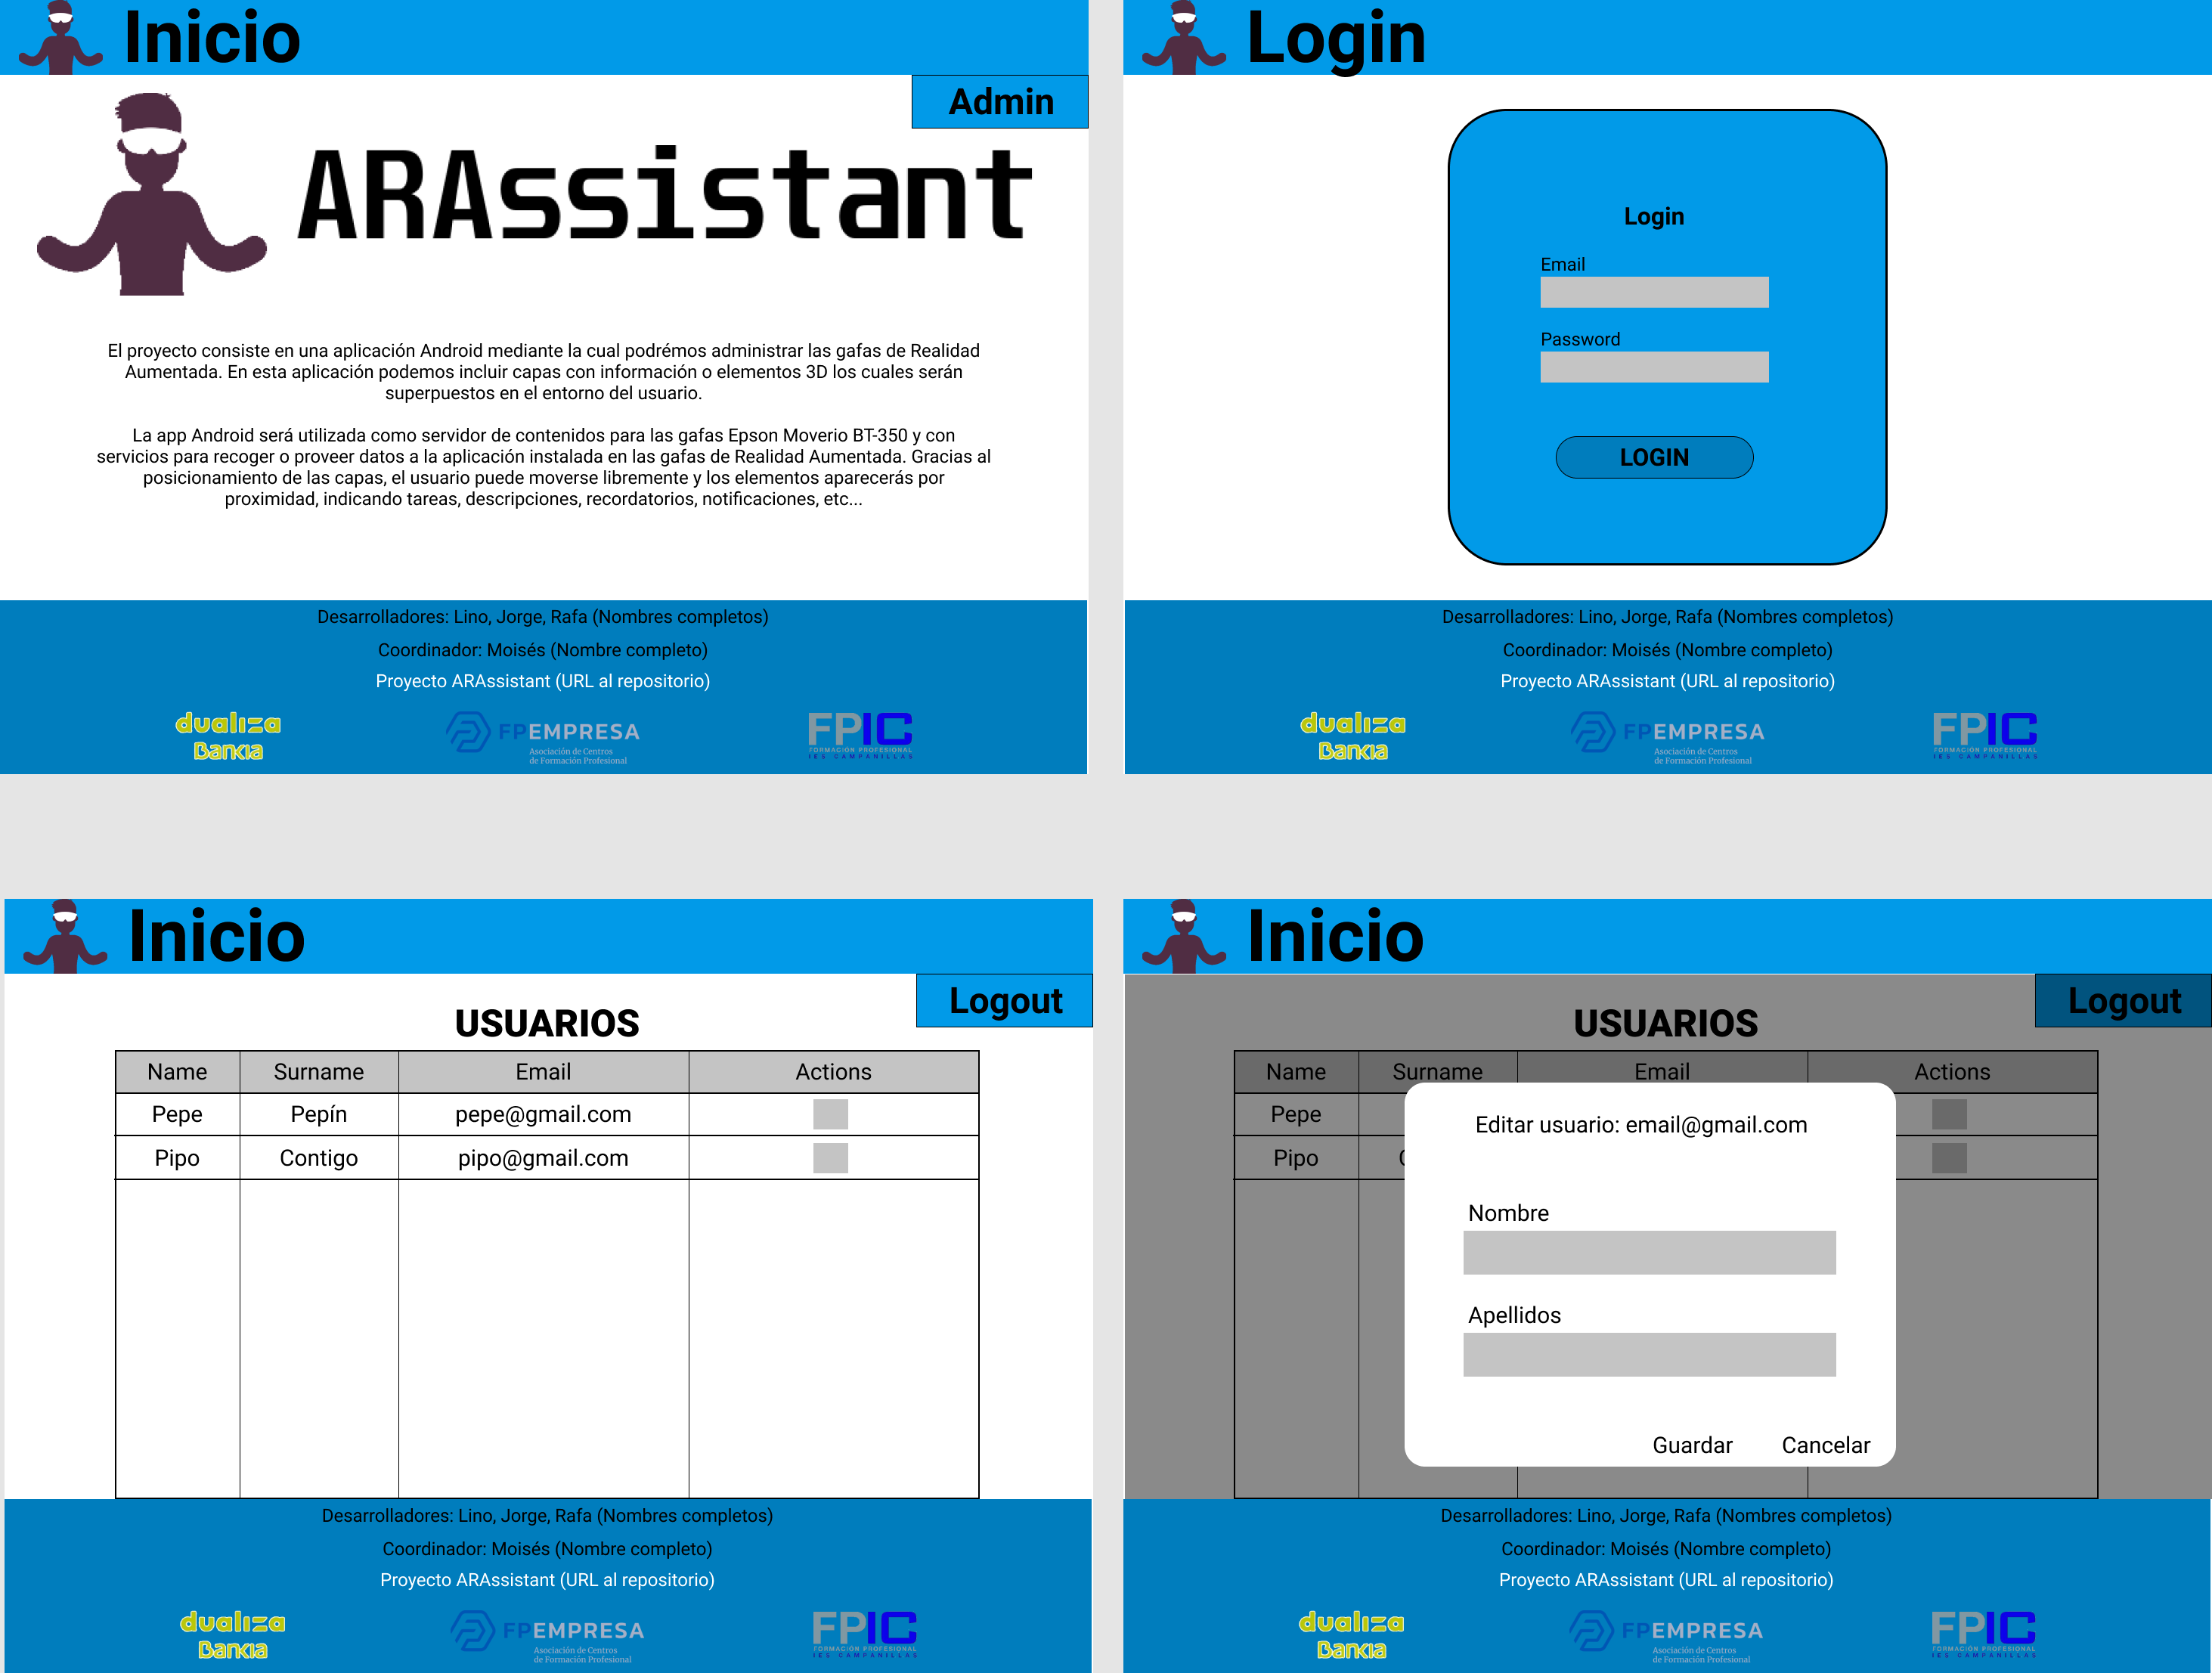 Inicio
Admin
ARAssistant
El proyecto consiste en una aplicación Android mediante la cual podrémos administrar las gafas de Realidad
Aumentada. En esta aplicación podemos incluir capas con información o elementos 3D los cuales serán
superpuestos en el entorno del usuario.
La app Android será utilizada como servidor de contenidos para las gafas Epson Moverio BT-350 y con
servicios para recoger o proveer datos a la aplicación instalada en las gafas de Realidad Aumentada. Gracias al
posicionamiento de las capas, el usuario puede moverse libremente y los elementos aparecerás por
proximidad, indicando tareas, descripciones, recordatorios, notificaciones, etc...
Desarrolladores: Lino, Jorge, Rafa (Nombres completos)
Coordinador: Moisés (Nombre completo)
Proyecto ARAssistant (URL al repositorio)
dualiza
Bankia
FPEMPRESA
Asociación de Centros
de Formación Profesional
FPIC
FORMACIÓN PROFESIONAL
IES CAMPANILLAS
Login
Login
Email
Password
LOGIN
Desarrolladores: Lino, Jorge, Rafa (Nombres completos)
Coordinador: Moisés (Nombre completo)
Proyecto ARAssistant (URL al repositorio)
dualiza
Bankia
FPEMPRESA
Asociación de Centros
de Formación Profesional
FPIC
FORMACIÓN PROFESIONAL
IES CAMPANILLAS
Inicio
Logout
USUARIOS
Name Surname Email Actions
Pepe Pepín pepe@gmail.com
Pipo Contigo pipo@gmail.com
Desarrolladores: Lino, Jorge, Rafa (Nombres completos)
Coordinador: Moisés (Nombre completo)
Proyecto ARAssistant (URL al repositorio)
dualiza
Bankia
FPEMPRESA
Asociación de Centros
de Formación Profesional
FPIC
FORMACIÓN PROFESIONAL
IES CAMPANILLAS
Inicio
Logout
USUARIOS
Name Surname Email Actions
Pepe
Pipo
Editar usuario: email@gmail.com
Nombre
Apellidos
Guardar Cancelar
Desarrolladores: Lino, Jorge, Rafa (Nombres completos)
Coordinador: Moisés (Nombre completo)
Proyecto ARAssistant (URL al repositorio)
dualiza
Bankia
FPEMPRESA
Asociación de Centros
de Formación Profesional
FPIC
FORMACIÓN PROFESIONAL
IES CAMPANILLAS